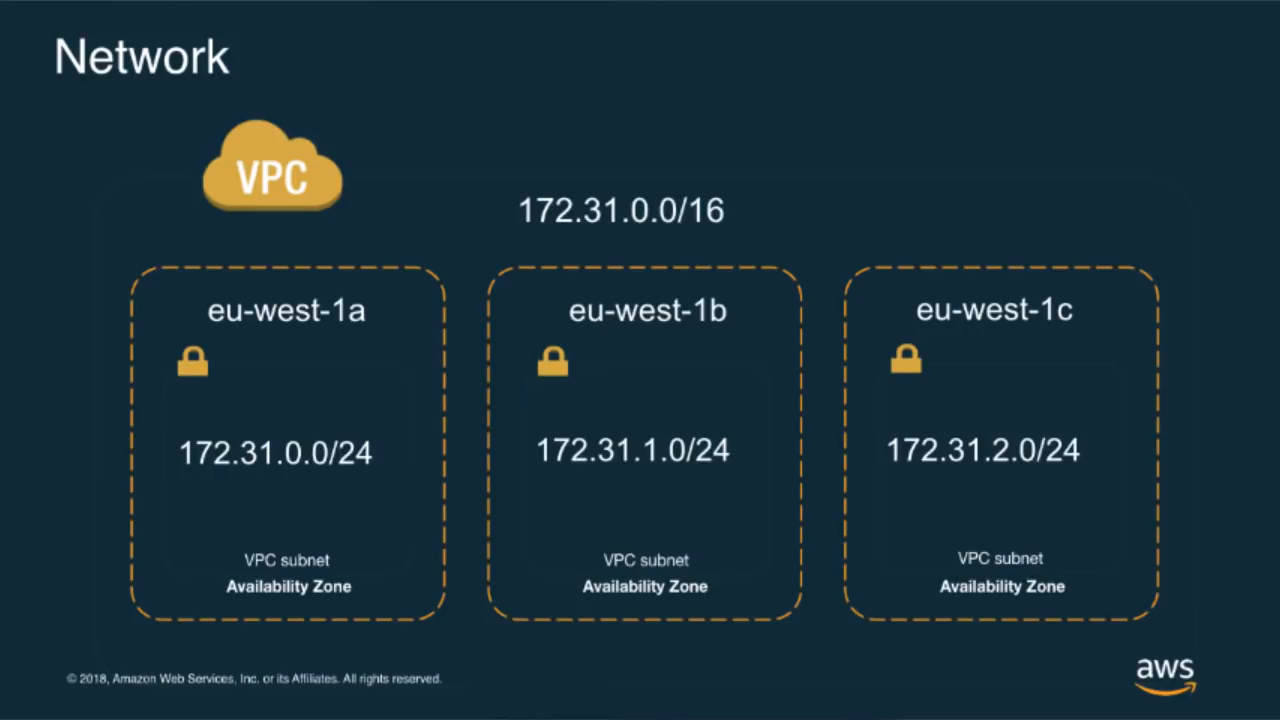 Network
VPC
172.31.0.0/16
eu-west-1a
172.31.0.0/24
VPC subnet
Availability Zone
eu-west-1b
172.31.1.0/24
VPC subnet
Availability Zone
eu-west-1c
172.31.2.0/24
VPC subnet
Availability Zone
© 2018, Amazon Web Services, Inc. or its Affiliates. All rights reserved.
aws